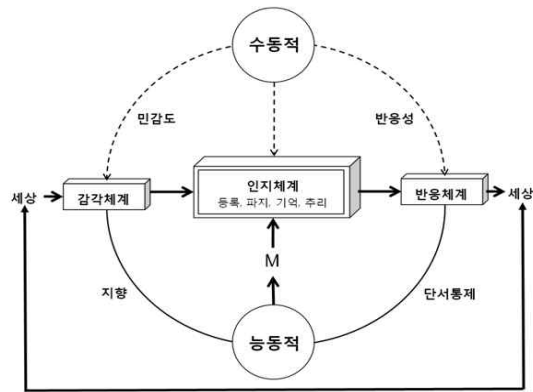 수동적
민감도
반응성
세상
감각체계
인지체계
등록, 파지, 기억, 추리
반응체계
세상
M
지향
단서통제
능동적